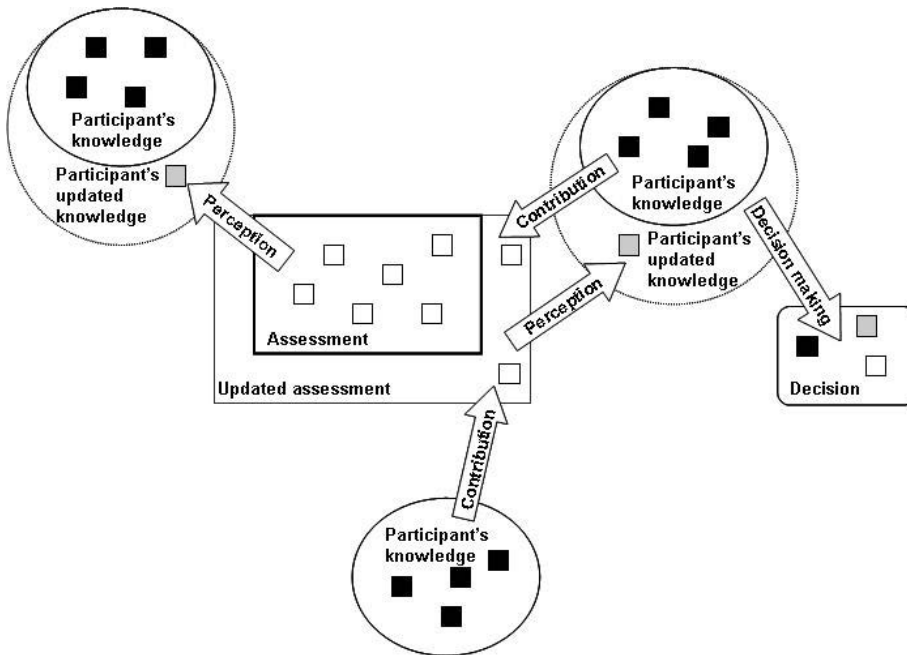 Participant's
knowledge
Participant's
updated
knowledge
Perception
Assessment
Updated assessment
Contribution
Participant's
knowledge
Participant's
updated
knowledge
Perception
Decision making
Decision
Contribution
Participant's
knowledge